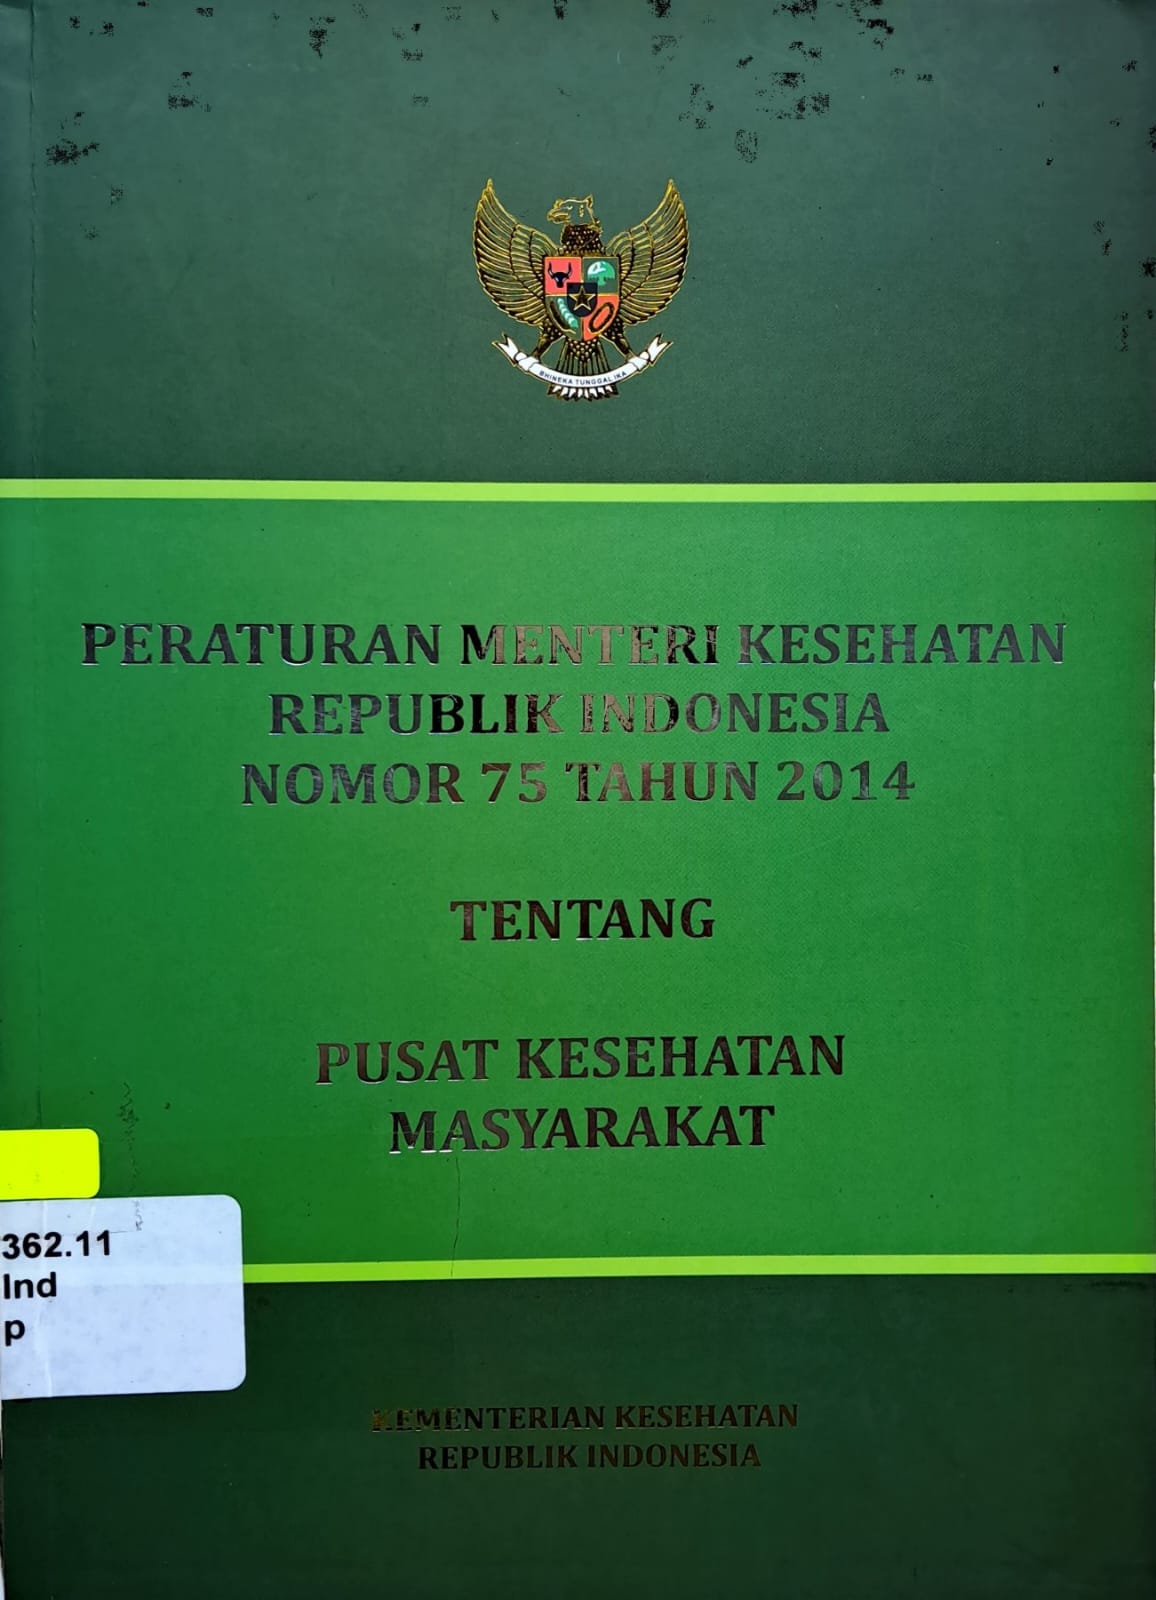 BHINEKA TUNGGAL IKA
PERATURAN MENTERI KESEHATAN
REPUBLIK INDONESIA
NOMOR 75 TAHUN 2014
TENTANG
PUSAT KESEHATAN
MASYARAKAT
362.11
Ind
p
KEMENTERIAN KESEHATAN
REPUBLIK INDONESIA